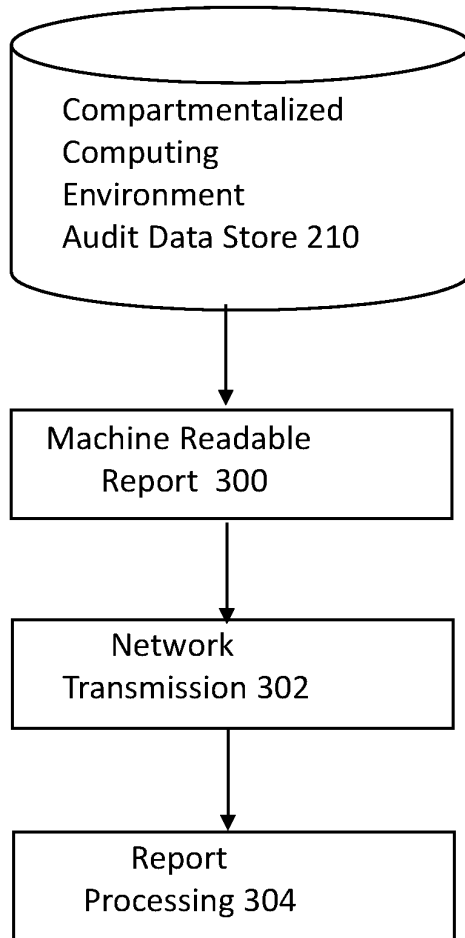 Compartmentalized
Computing
Environment
Audit Data Store 210
Machine Readable
Report 300
Network
Transmission 302
Report
Processing 304